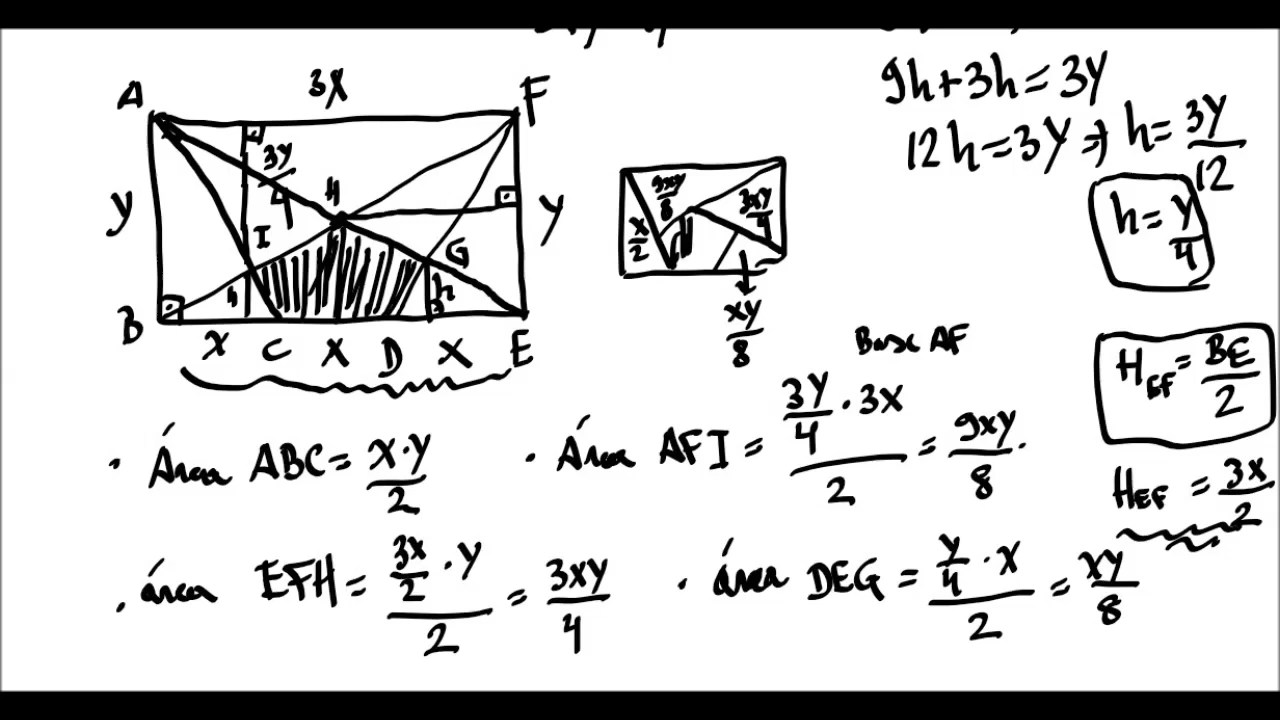 9h+3h=3y
12h=3y ⇒ h=3y/12
h=y/4
A 3x F
3y/4
y H y
I G
h h
B x C x D x E
3xy/8 3xy/4
x/2
xy/8
Base AF
H_EF=BE/2
H_EF=3x/2
• Área ABC=x·y/2
• Área AFI=(3y/4·3x)/2=9xy/8.
• área EFH=(3x/2·y)/2=3xy/4
• área DEG=(y/4·x)/2=xy/8